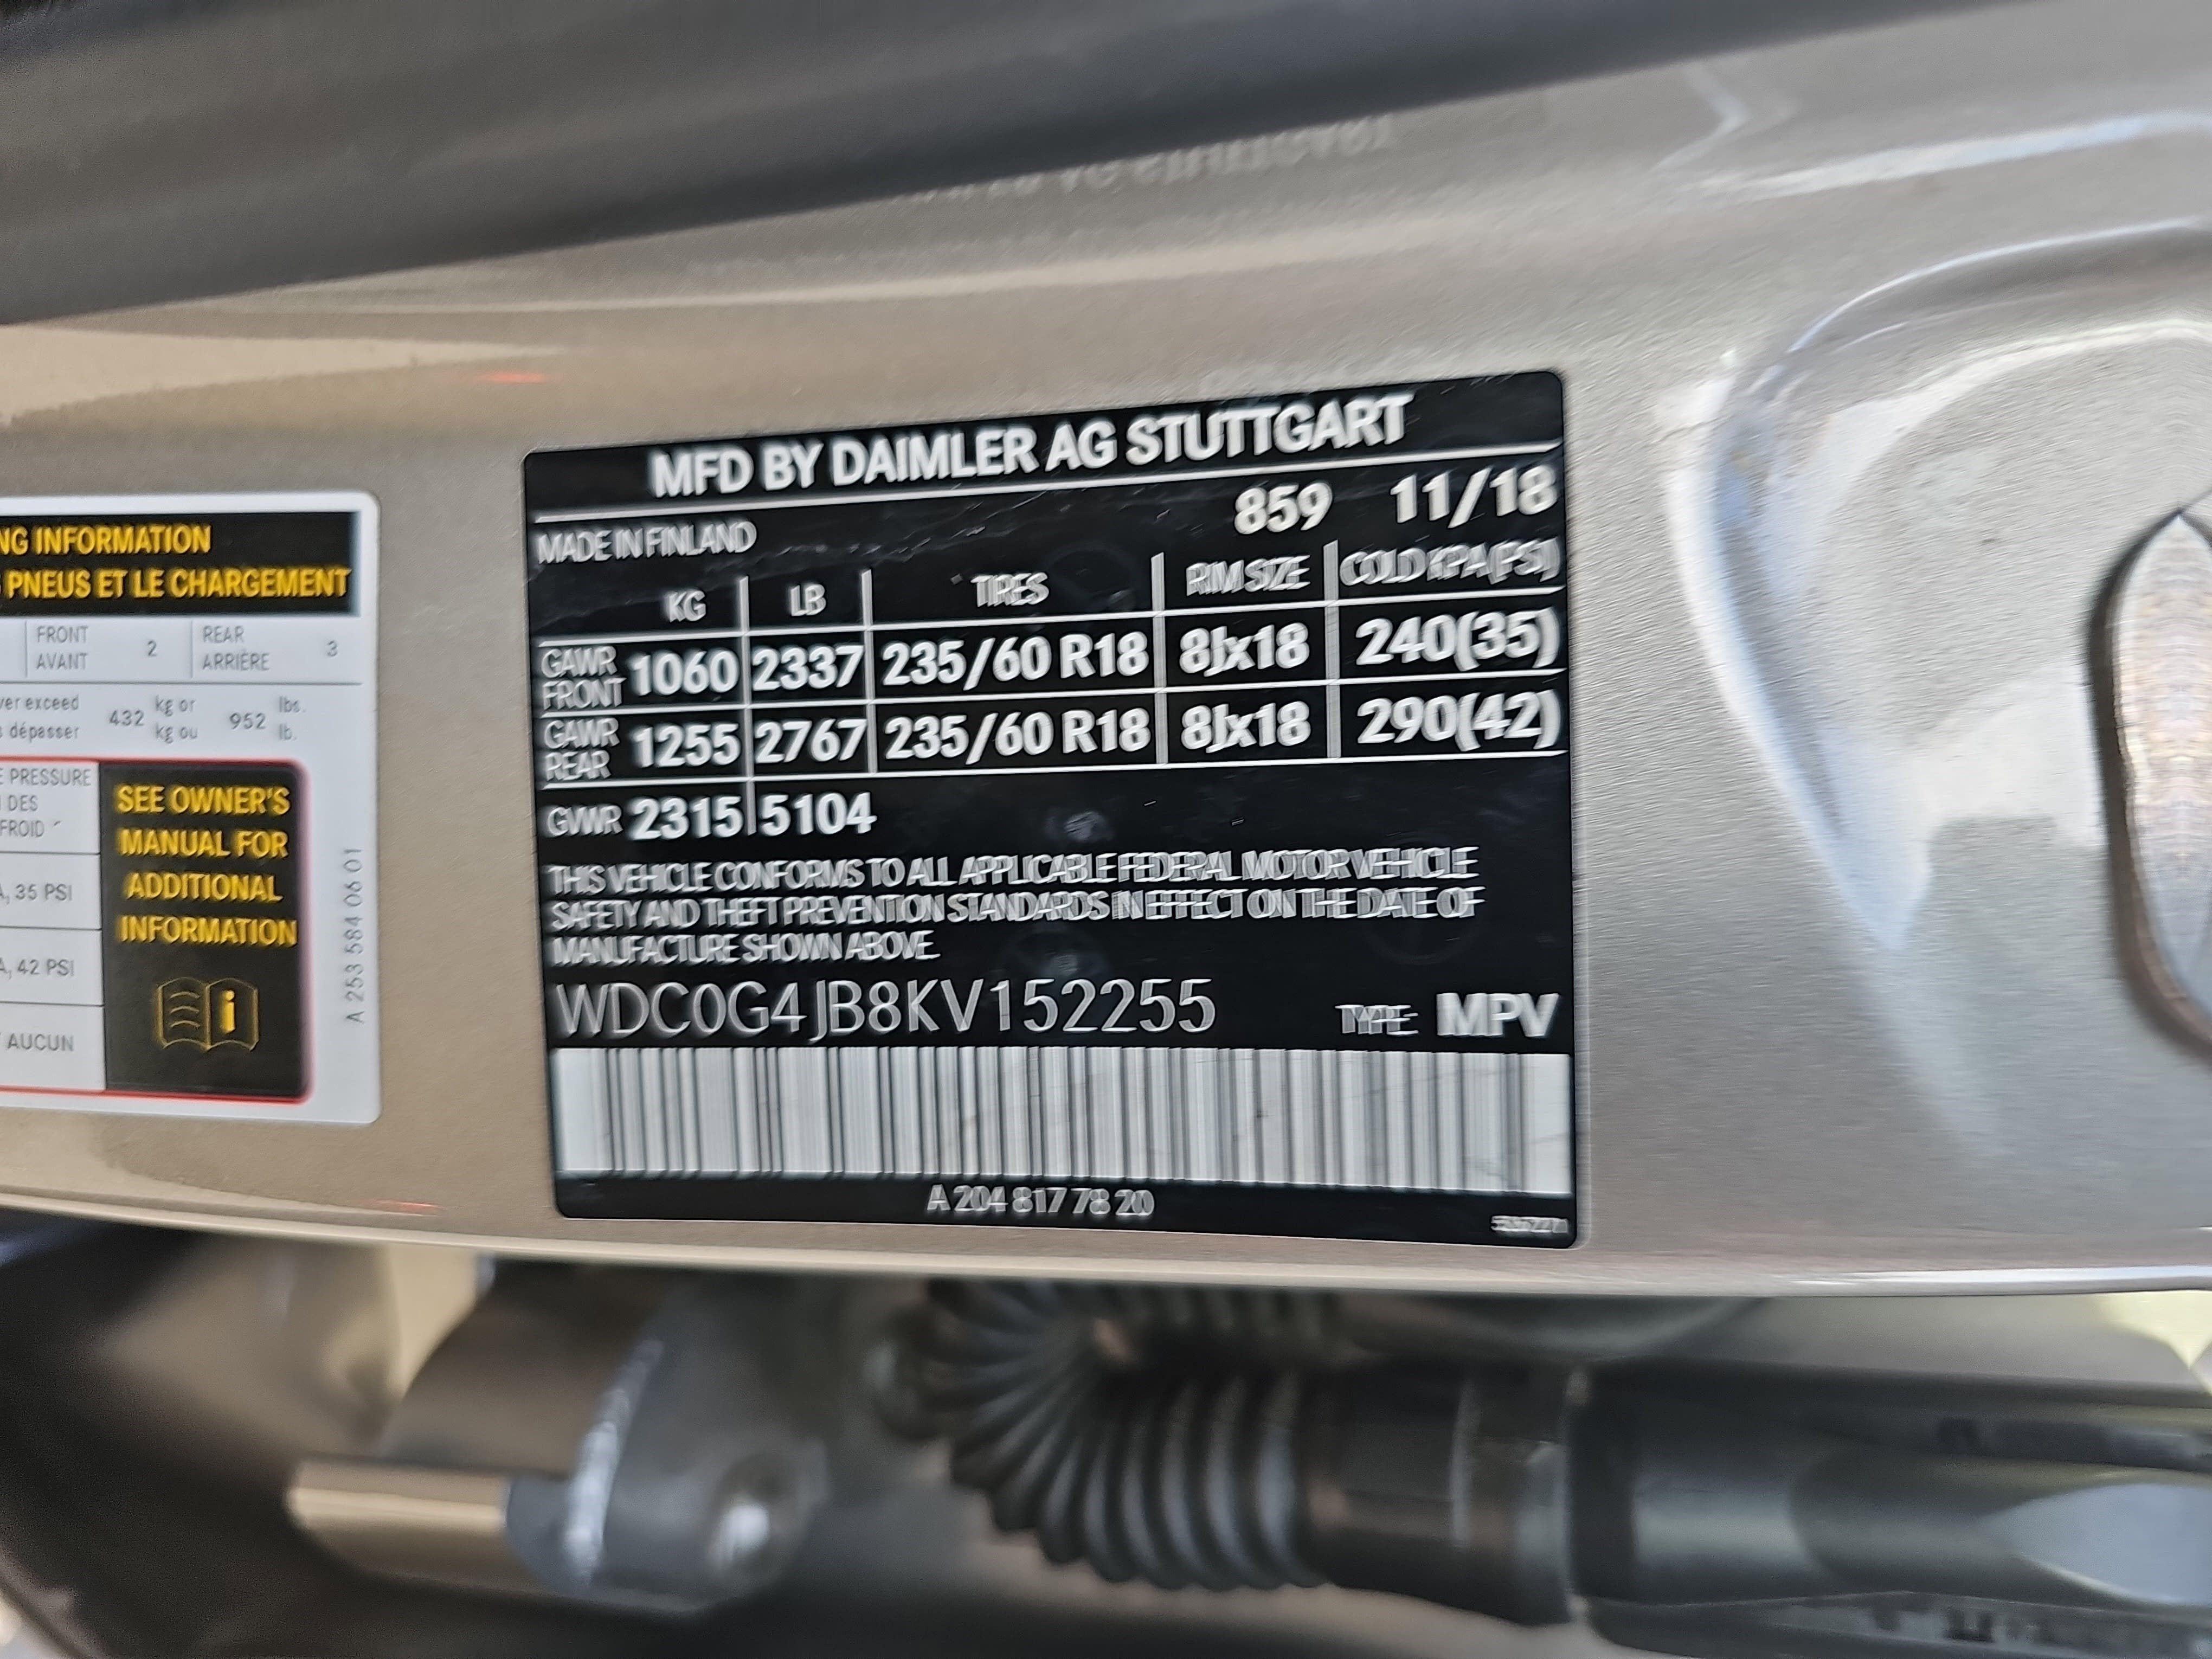 NG INFORMATION
PNEUS ET LE CHARGEMENT
FRONT 2 REAR 3
AVANT ARRIÈRE
ver exceed 432 kg or 952 lbs.
s dépasser kg ou lb.
E PRESSURE
DES
FROID
A, 35 PSI
A, 42 PSI
AUCUN
SEE OWNER'S
MANUAL FOR
ADDITIONAL
INFORMATION
i
A 253 584 06 01
MFD BY DAIMLER AG STUTTGART
859 11/18
MADE IN FINLAND
KG LB TIRES RIM SIZE COLD KPA(PSI)
GAWR FRONT 1060 2337 235/60 R18 8Jx18 240(35)
GAWR REAR 1255 2767 235/60 R18 8Jx18 290(42)
GVWR 2315 5104
THIS VEHICLE CONFORMS TO ALL APPLICABLE FEDERAL MOTOR VEHICLE
SAFETY AND THEFT PREVENTION STANDARDS IN EFFECT ON THE DATE OF
MANUFACTURE SHOWN ABOVE.
WDC0G4JB8KV152255 TYPE: MPV
A 204 817 78 20